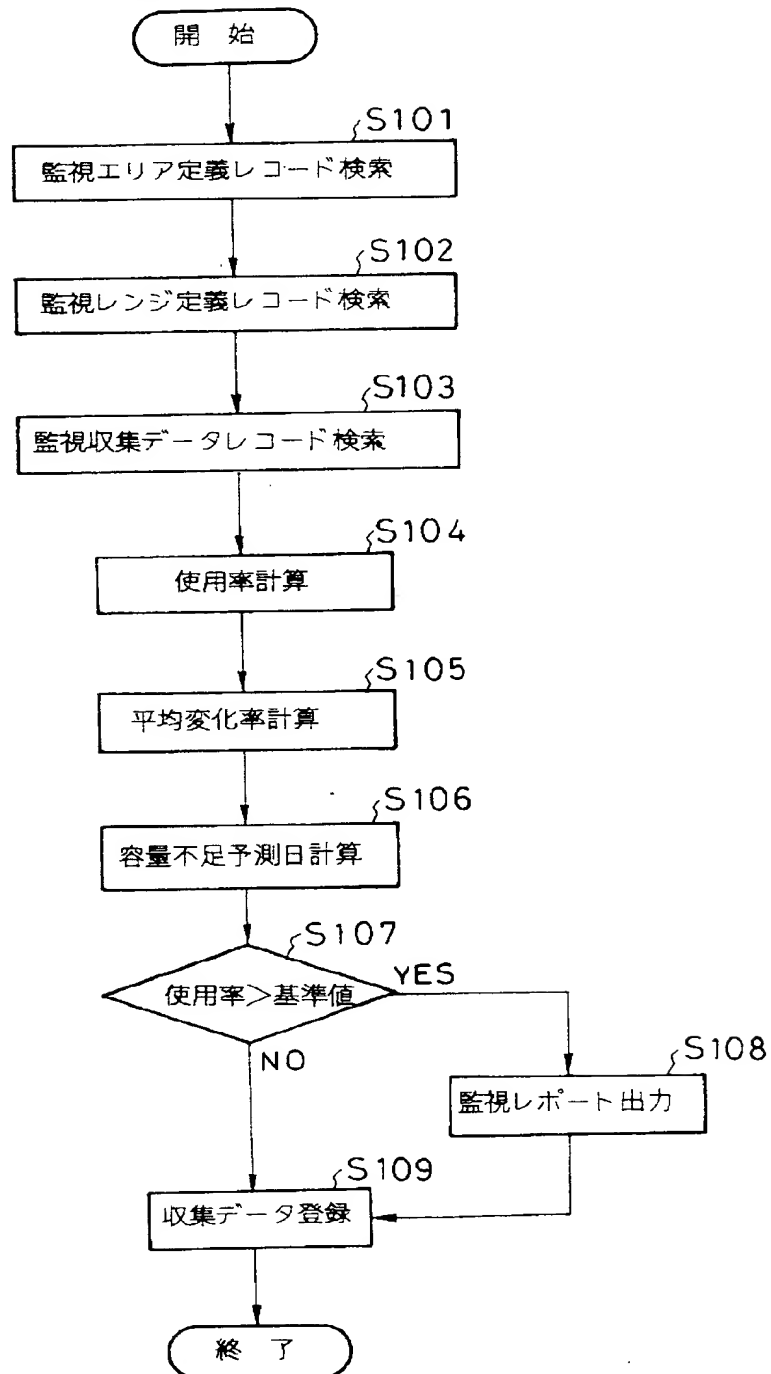 開 始
S101
監視エリア定義レコード検索
S102
監視レンジ定義レコード検索
S103
監視収集データレコード検索
S104
使用率計算
S105
平均変化率計算
S106
容量不足予測日計算
S107
使用率>基準値
YES
NO
S108
監視レポート出力
S109
収集データ登録
終 了